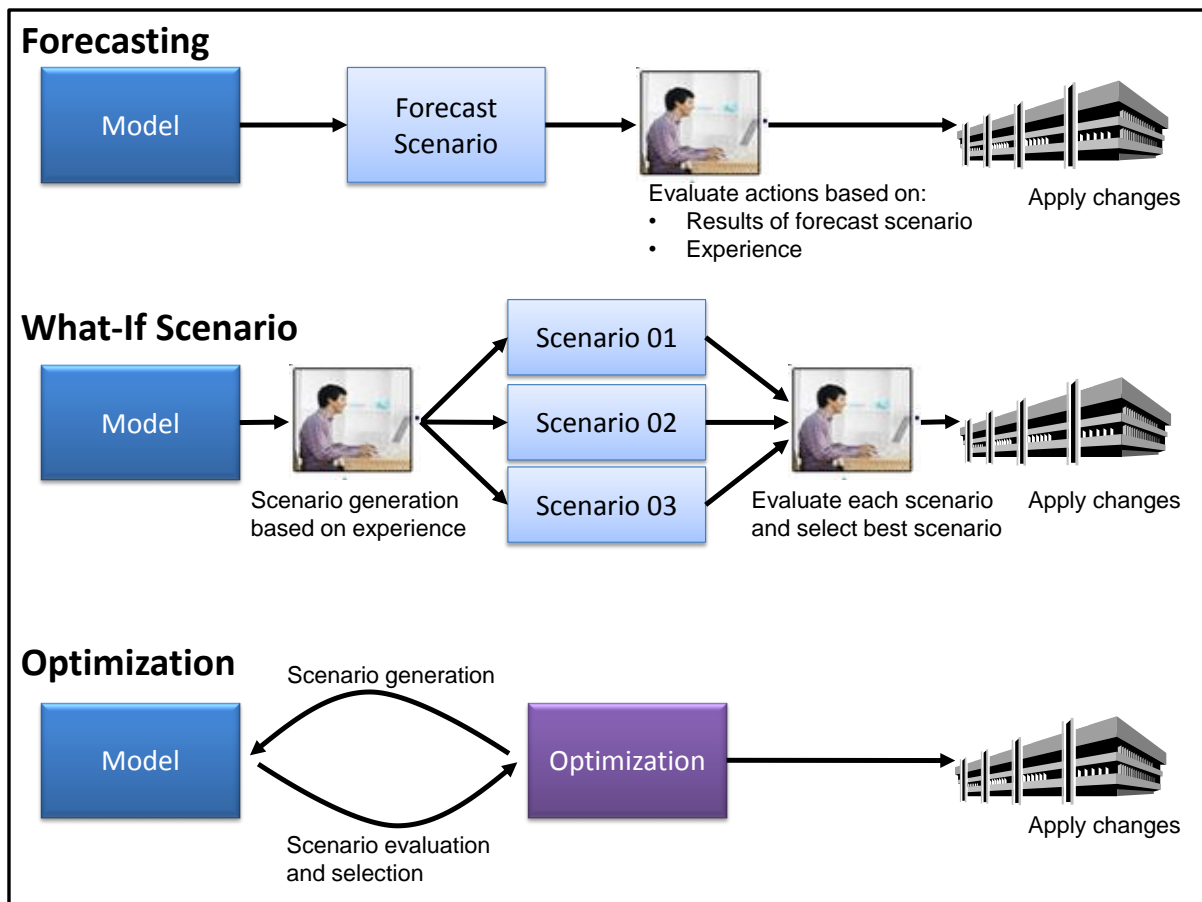 Forecasting
Model
Forecast
Scenario
Evaluate actions based on:
• Results of forecast scenario
• Experience
Apply changes
What-If Scenario
Model
Scenario generation
based on experience
Scenario 01
Scenario 02
Scenario 03
Evaluate each scenario
and select best scenario
Apply changes
Optimization
Scenario generation
Model
Optimization
Scenario evaluation
and selection
Apply changes